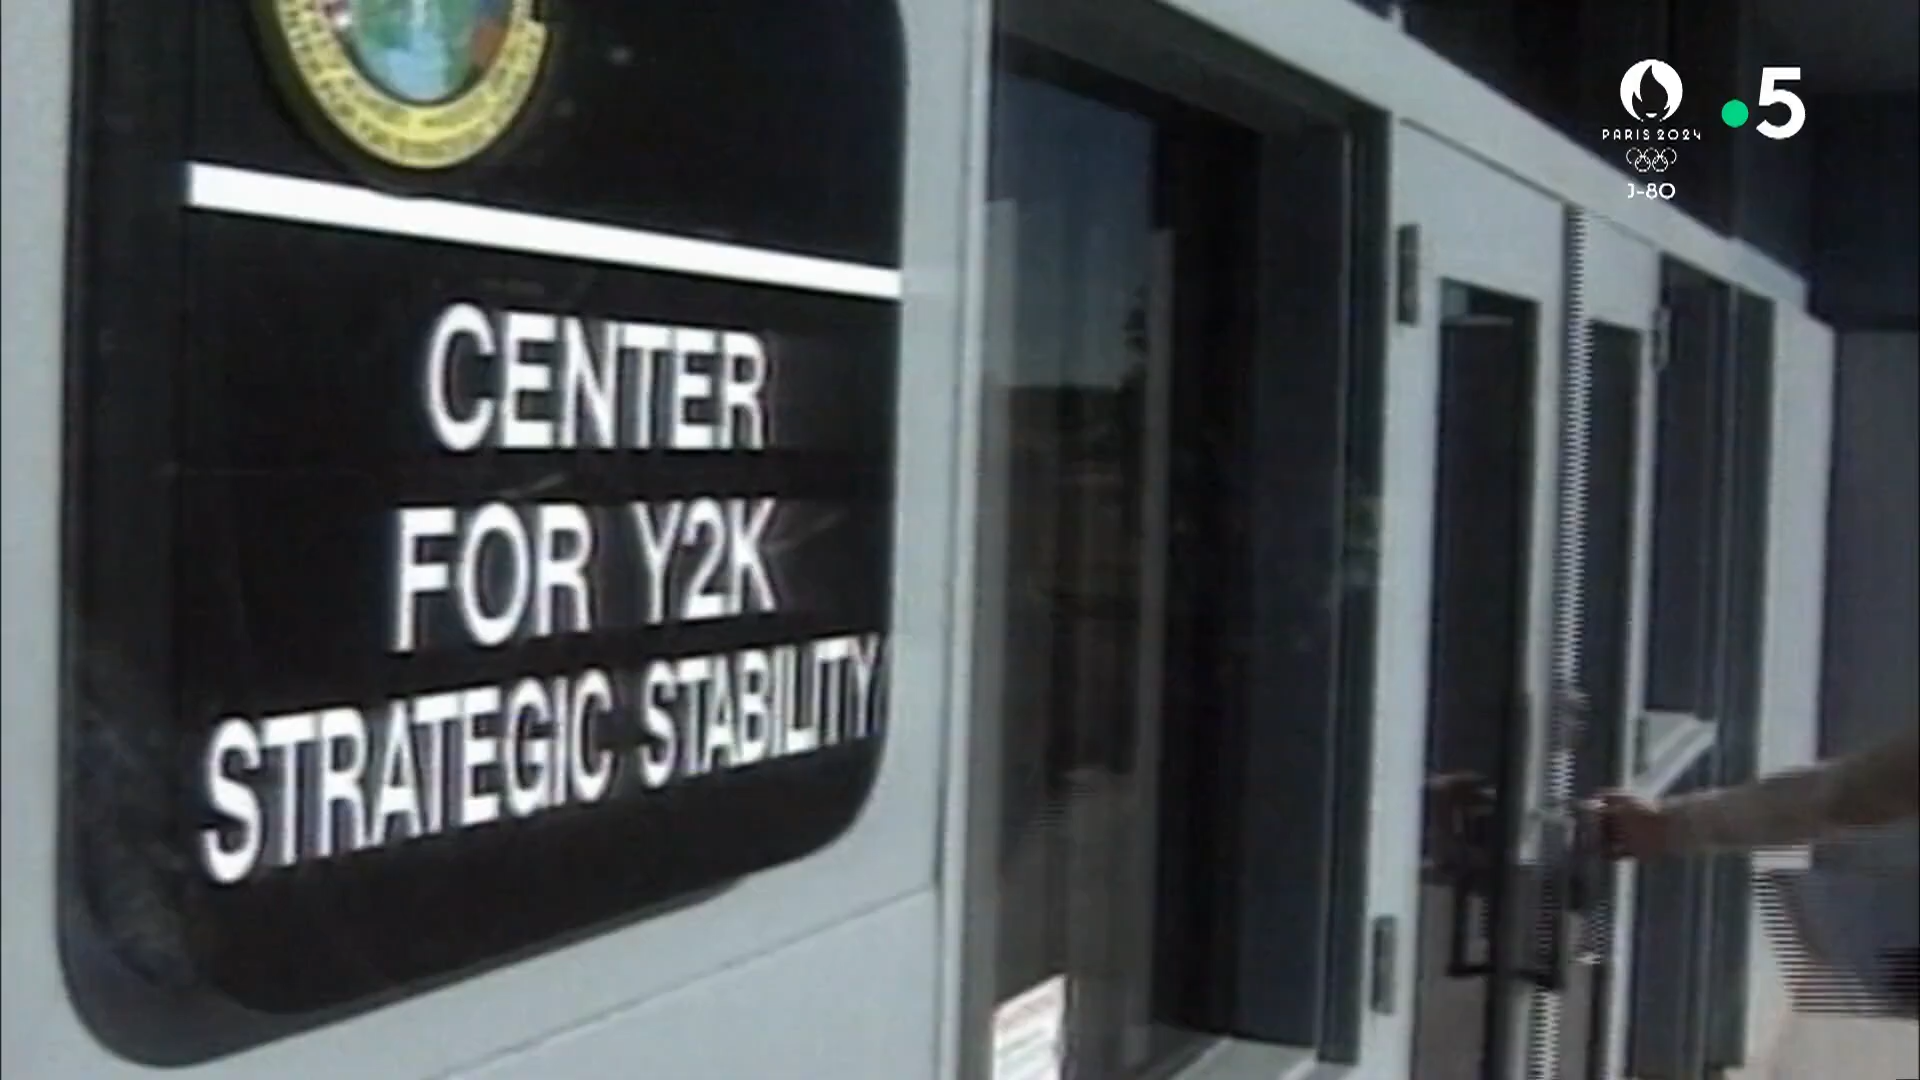 CENTER
FOR Y2K
STRATEGIC STABILITY
PARIS 2024
J-80
5